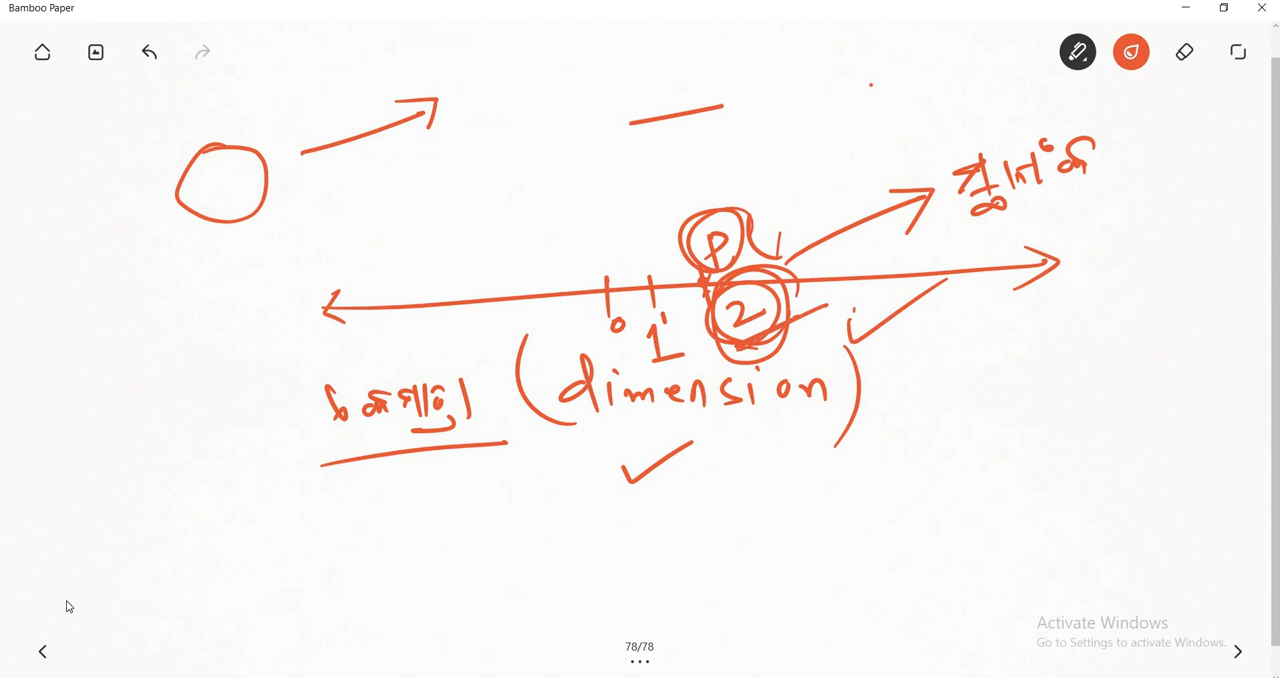 Bamboo Paper
P
0
1
2
(dimension)
78/78
Activate Windows
Go to Settings to activate Windows.